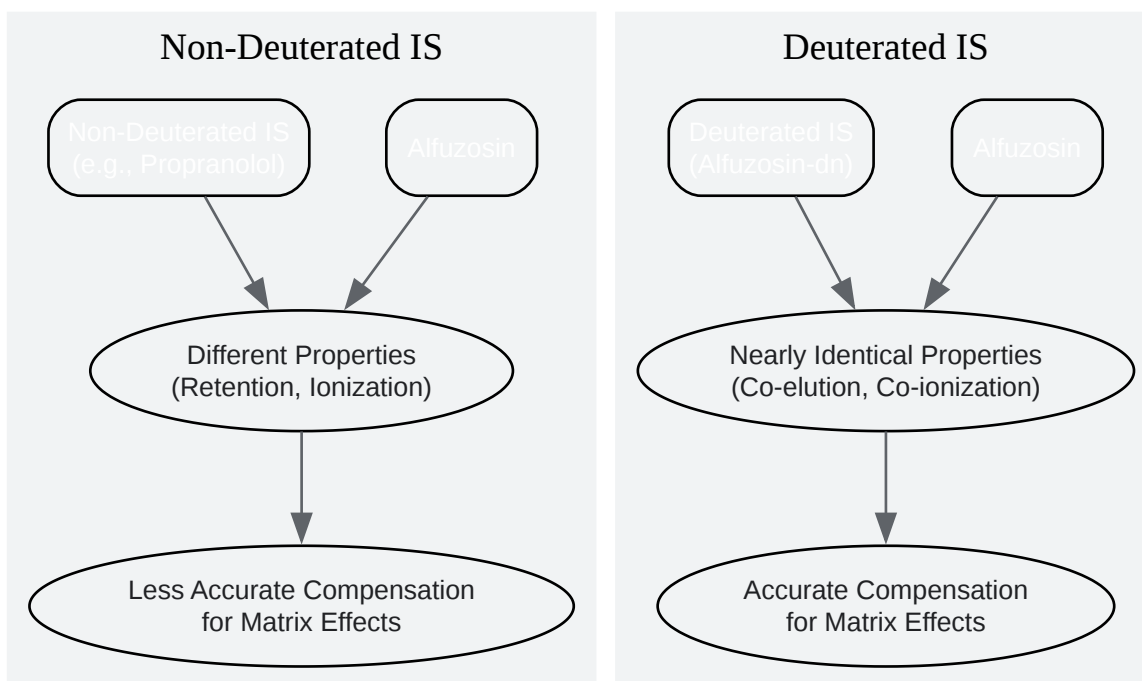 Non-Deuterated IS
Non-Deuterated IS
(e.g., Propranolol)
Alfuzosin
Different Properties
(Retention, Ionization)
Less Accurate Compensation
for Matrix Effects
Deuterated IS
Deuterated IS
(Alfuzosin-dn)
Alfuzosin
Nearly Identical Properties
(Co-elution, Co-ionization)
Accurate Compensation
for Matrix Effects